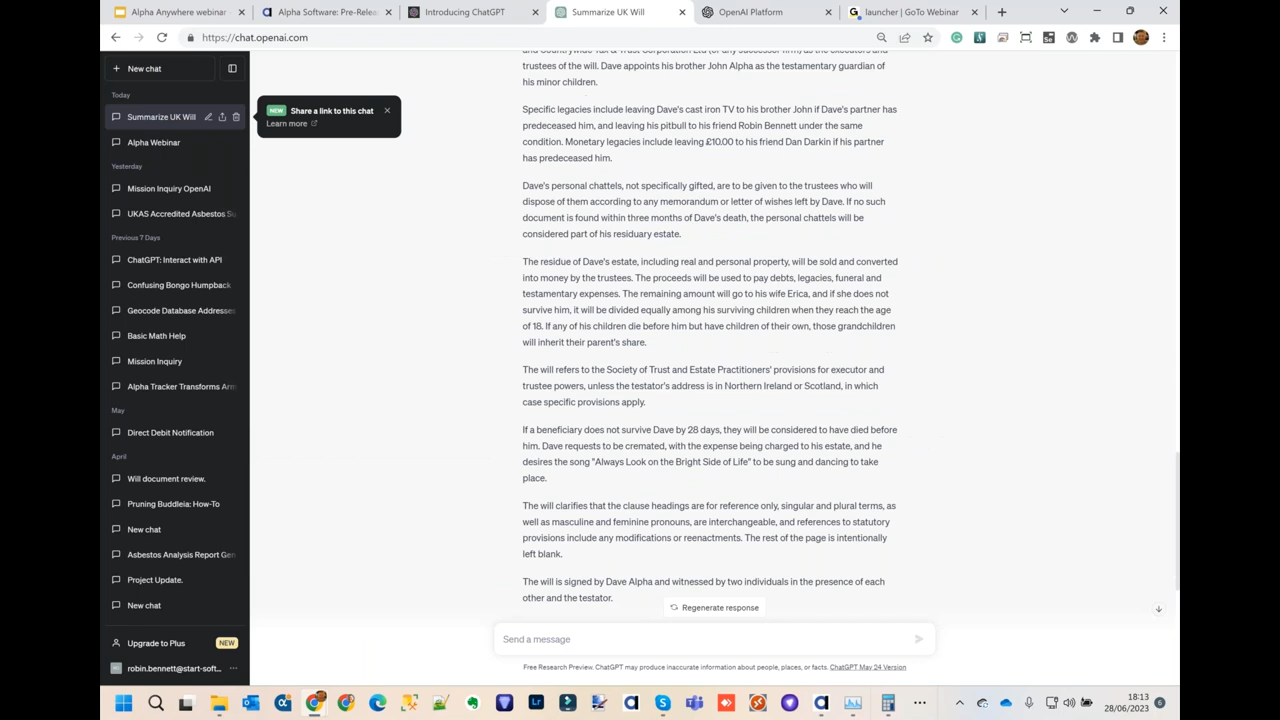 Alpha Anywhere webinar -
Alpha Software: Pre-Relea
Introducing ChatGPT
Summarize UK Will
OpenAI Platform
launcher | GoTo Webinar
https://chat.openai.com
New chat
Today
Summarize UK Will
Alpha Webinar
Yesterday
Mission Inquiry OpenAI
UKAS Accredited Asbestos Su
Previous 7 Days
ChatGPT: Interact with API
Confusing Bongo Humpback
Geocode Database Addresses
Basic Math Help
Mission Inquiry
Alpha Tracker Transforms Arm
May
Direct Debit Notification
April
Will document review.
Pruning Buddleia: How-To
New chat
Asbestos Analysis Report Gen
Project Update.
New chat
Upgrade to Plus
NEW
robin.bennett@start-soft...
NEW Share a link to this chat
Learn more
and Countrywide Tax & Trust Corporation Ltd (or any successor firm) as the executors and
trustees of the will. Dave appoints his brother John Alpha as the testamentary guardian of
his minor children.
Specific legacies include leaving Dave's cast iron TV to his brother John if Dave's partner has
predeceased him, and leaving his pitbull to his friend Robin Bennett under the same
condition. Monetary legacies include leaving £10.00 to his friend Dan Darkin if his partner
has predeceased him.
Dave's personal chattels, not specifically gifted, are to be given to the trustees who will
dispose of them according to any memorandum or letter of wishes left by Dave. If no such
document is found within three months of Dave's death, the personal chattels will be
considered part of his residuary estate.
The residue of Dave's estate, including real and personal property, will be sold and converted
into money by the trustees. The proceeds will be used to pay debts, legacies, funeral and
testamentary expenses. The remaining amount will go to his wife Erica, and if she does not
survive him, it will be divided equally among his surviving children when they reach the age
of 18. If any of his children die before him but have children of their own, those grandchildren
will inherit their parent's share.
The will refers to the Society of Trust and Estate Practitioners' provisions for executor and
trustee powers, unless the testator's address is in Northern Ireland or Scotland, in which
case specific provisions apply.
If a beneficiary does not survive Dave by 28 days, they will be considered to have died before
him. Dave requests to be cremated, with the expense being charged to his estate, and he
desires the song "Always Look on the Bright Side of Life" to be sung and dancing to take
place.
The will clarifies that the clause headings are for reference only, singular and plural terms, as
well as masculine and feminine pronouns, are interchangeable, and references to statutory
provisions include any modifications or reenactments. The rest of the page is intentionally
left blank.
The will is signed by Dave Alpha and witnessed by two individuals in the presence of each
other and the testator.
Regenerate response
Send a message
Free Research Preview. ChatGPT may produce inaccurate information about people, places, or facts. ChatGPT May 24 Version
18:13
28/06/2023
6